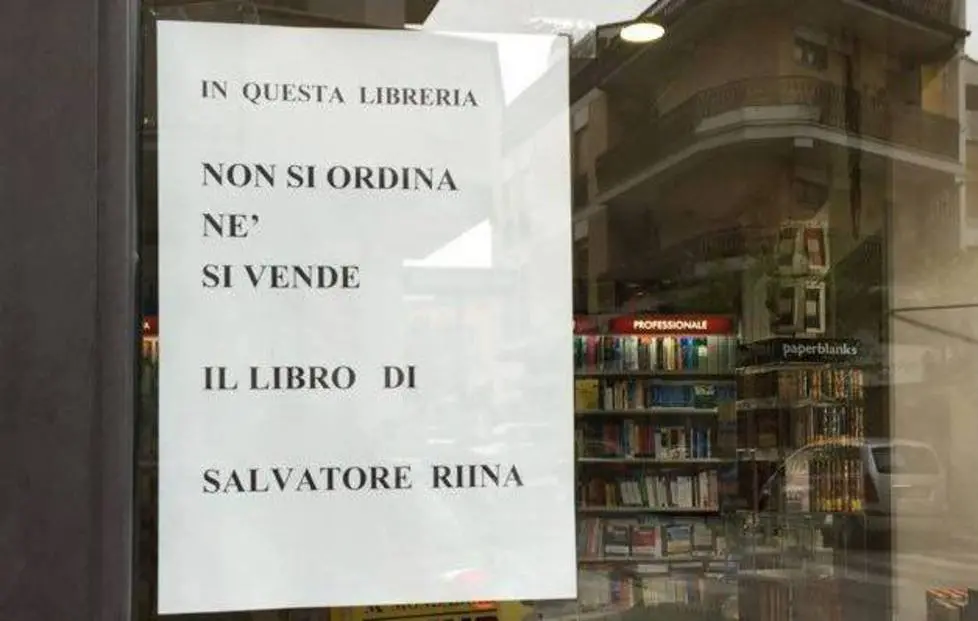 IN QUESTA LIBRERIA
NON SI ORDINA
NE’
SI VENDE
IL LIBRO DI
SALVATORE RIINA
PROFESSIONALE
paperblanks